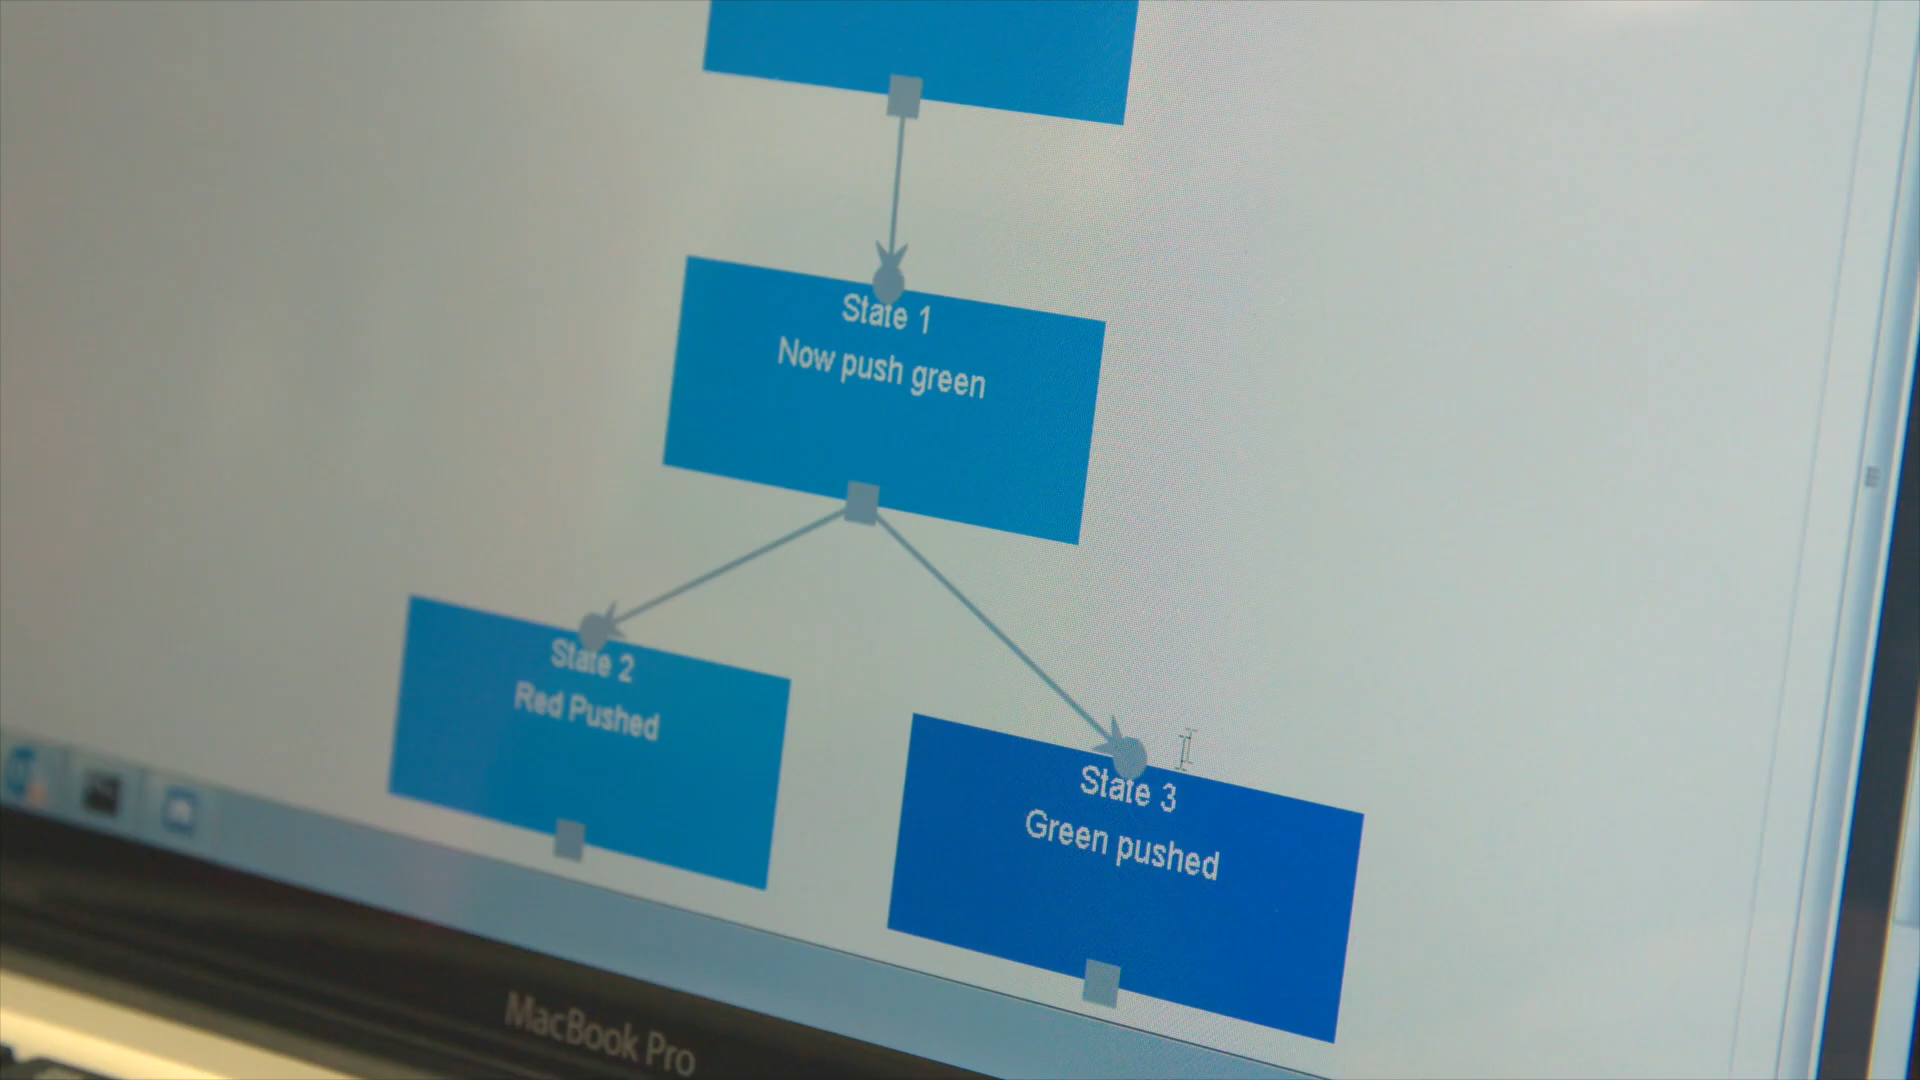 State 1
Now push green
State 2
Red Pushed
State 3
Green pushed
MacBook Pro